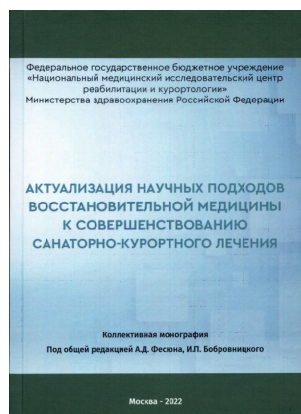 Федеральное государственное бюджетное учреждение
«Национальный медицинский исследовательский центр
реабилитации и курортологии»
Министерства здравоохранения Российской Федерации
АКТУАЛИЗАЦИЯ НАУЧНЫХ ПОДХОДОВ
ВОССТАНОВИТЕЛЬНОЙ МЕДИЦИНЫ
К СОВЕРШЕНСТВОВАНИЮ
САНАТОРНО-КУРОРТНОГО ЛЕЧЕНИЯ
Коллективная монография
Под общей редакцией А.Д. Фесюна, И.П. Бобровницкого
Москва - 2022